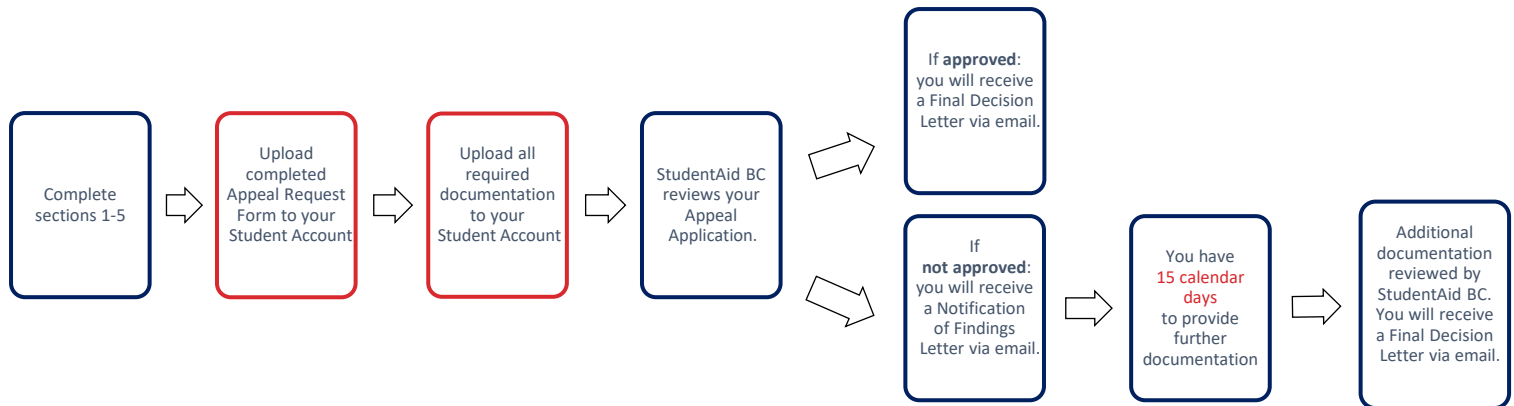 Complete
sections 1-5
Upload
completed
Appeal Request
Form to your
Student Account
Upload all
required
documentation
to your
Student Account
StudentAid BC
reviews your
Appeal
Application.
If approved:
you will receive
a Final Decision
Letter via email.
If
not approved:
you will receive
a Notification
of Findings
Letter via email.
You have
15 calendar
days
to provide
further
documentation
Additional
documentation
reviewed by
StudentAid BC.
You will receive
a Final Decision
Letter via email.